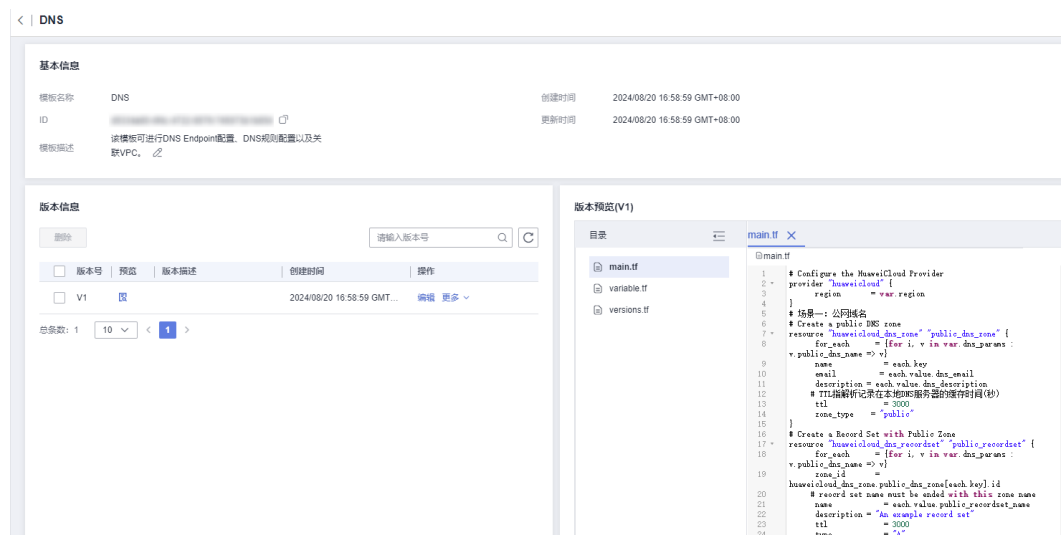 DNS
基本信息
模板名称 DNS 创建时间 2024/08/20 16:58:59 GMT+08:00
ID 更新时间 2024/08/20 16:58:59 GMT+08:00
模板描述 该模板可进行DNS Endpoint配置、DNS规则配置以及关
联VPC。
版本信息
删除 请输入版本号
版本号 预览 版本描述 创建时间 操作
V1 2024/08/20 16:58:59 GMT... 编辑 更多
总条数: 1 10 1
版本预览(V1)
目录
main.tf
variable.tf
versions.tf
main.tf
main.tf
1 # Configure the HuaweiCloud Provider
2 provider "huaweicloud" {
3 region = var.region
4 }
5 # 场景一：公网域名
6 # Create a public DNS zone
7 resource "huaweicloud_dns_zone" "public_dns_zone" {
8 for_each = {for i, v in var.dns_params :
v.public_dns_name => v}
9 name = each.key
10 email = each.value.dns_email
11 description = each.value.dns_description
12 # TTL指解析记录在本地DNS服务器的缓存时间(秒)
13 ttl = 3000
14 zone_type = "public"
15 }
16 # Create a Record Set with Public Zone
17 resource "huaweicloud_dns_recordset" "public_recordset" {
18 for_each = {for i, v in var.dns_params :
v.public_dns_name => v}
19 zone_id =
huaweicloud_dns_zone.public_dns_zone[each.key].id
20 # reocrd set name must be ended with this zone name
21 name = each.value.public_recordset_name
22 description = "An example record set"
23 ttl = 3000
24 type = "A"